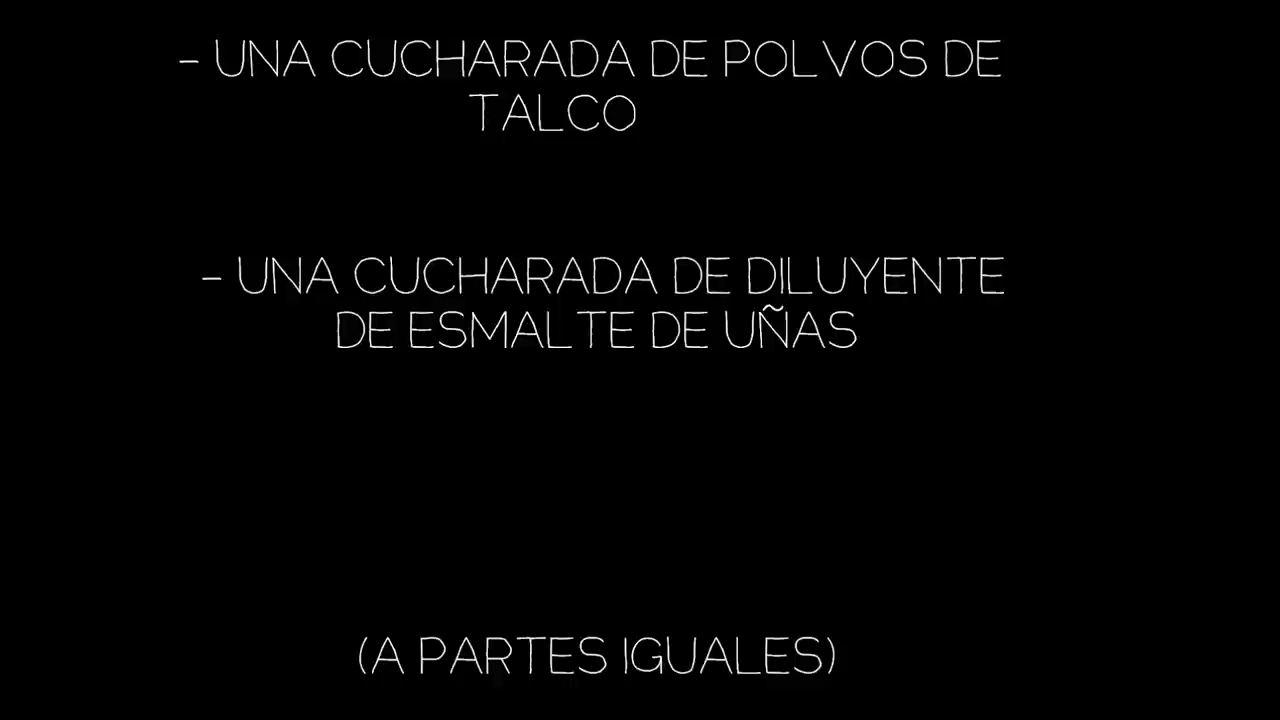 - UNA CUCHARADA DE POLVOS DE
TALCO
- UNA CUCHARADA DE DILUYENTE
DE ESMALTE DE UÑAS
(A PARTES IGUALES)